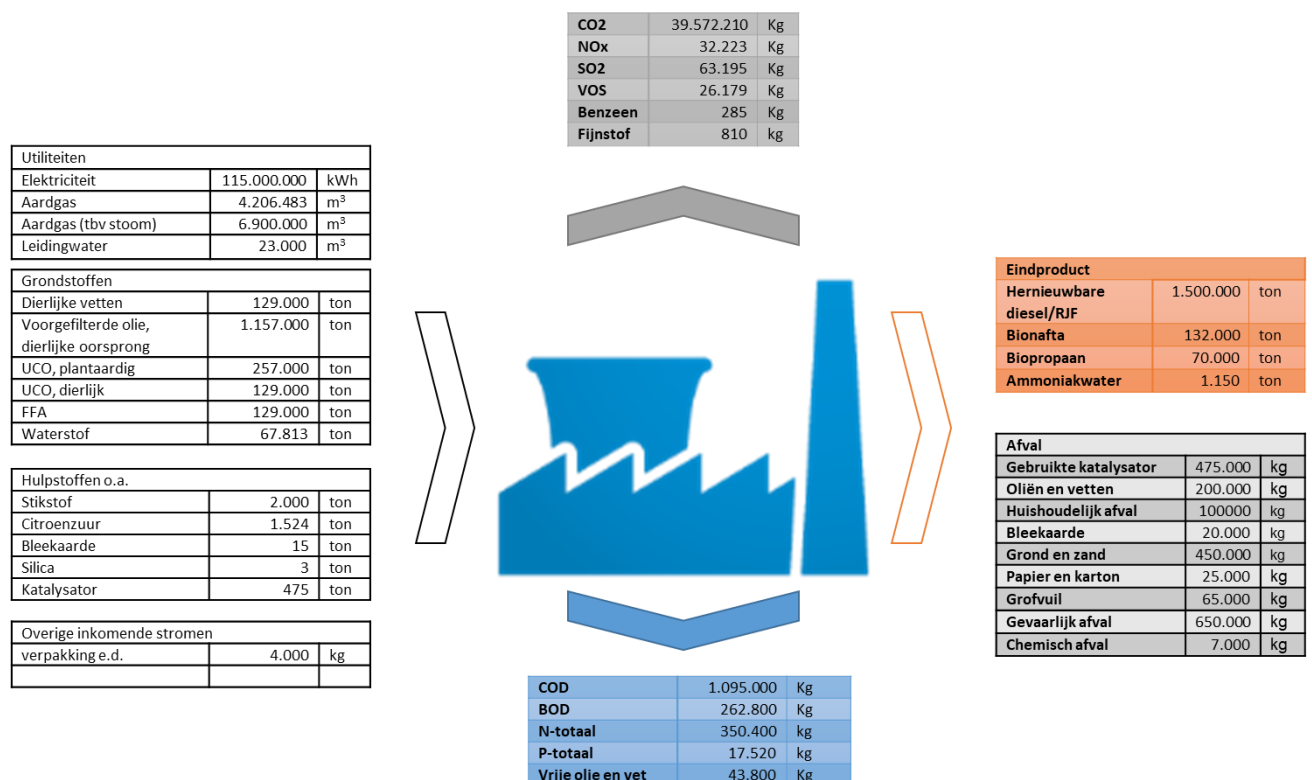 CO2 39.572.210 Kg
NOx 32.223 Kg
SO2 63.195 Kg
VOS 26.179 Kg
Benzeen 285 Kg
Fijnstof 810 kg
Utiliteiten
Elektriciteit 115.000.000 kWh
Aardgas 4.206.483 m³
Aardgas (tbv stoom) 6.900.000 m³
Leidingwater 23.000 m³
Grondstoffen
Dierlijke vetten 129.000 ton
Voorgefilterde olie, 1.157.000 ton
dierlijke oorsprong
UCO, plantaardig 257.000 ton
UCO, dierlijk 129.000 ton
FFA 129.000 ton
Waterstof 67.813 ton
Hulpstoffen o.a.
Stikstof 2.000 ton
Citroenzuur 1.524 ton
Bleekaarde 15 ton
Silica 3 ton
Katalysator 475 ton
Overige inkomende stromen
verpakking e.d. 4.000 kg
Eindproduct
Hernieuwbare 1.500.000 ton
diesel/RJF
Bionafta 132.000 ton
Biopropaan 70.000 ton
Ammoniakwater 1.150 ton
Afval
Gebruikte katalysator 475.000 kg
Oliën en vetten 200.000 kg
Huishoudelijk afval 100000 kg
Bleekaarde 20.000 kg
Grond en zand 450.000 kg
Papier en karton 25.000 kg
Grofvuil 65.000 kg
Gevaarlijk afval 650.000 kg
Chemisch afval 7.000 kg
COD 1.095.000 Kg
BOD 262.800 Kg
N-totaal 350.400 kg
P-totaal 17.520 kg
Vrije olie en vet 43.800 Kg